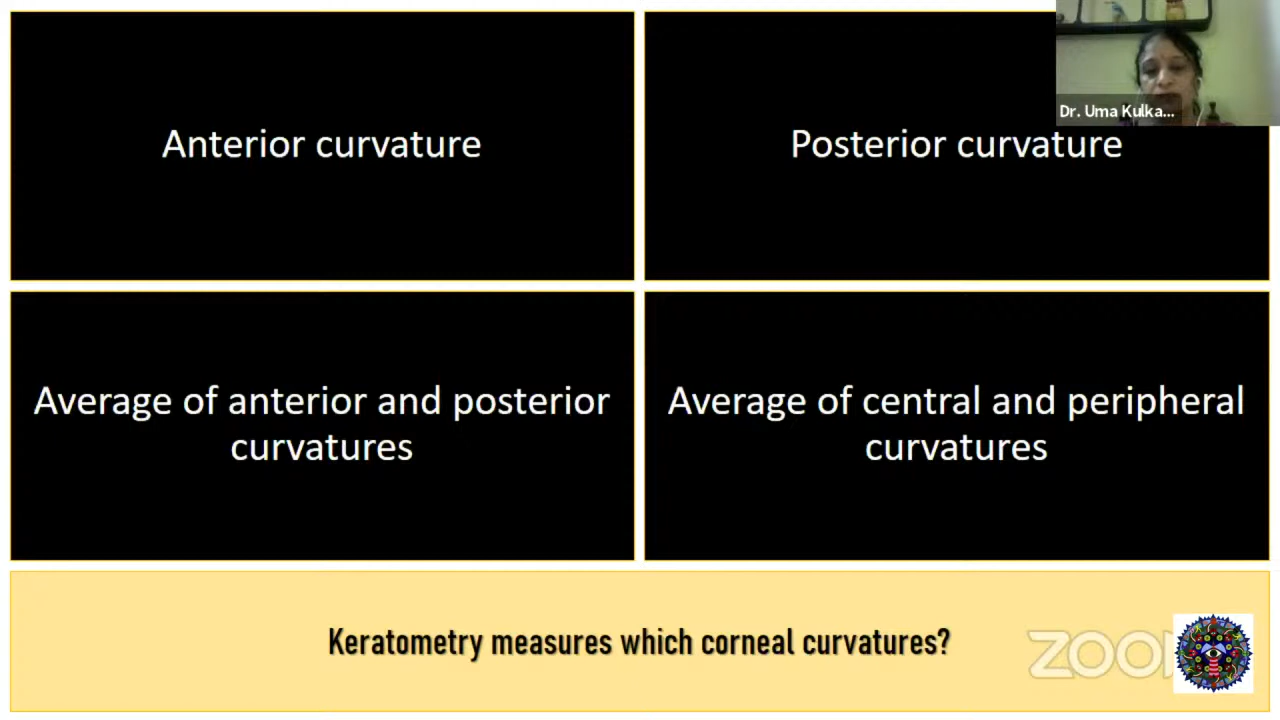 Anterior curvature
Posterior curvature
Dr. Uma Kulka...
Average of anterior and posterior
curvatures
Average of central and peripheral
curvatures
Keratometry measures which corneal curvatures?
ZOOM